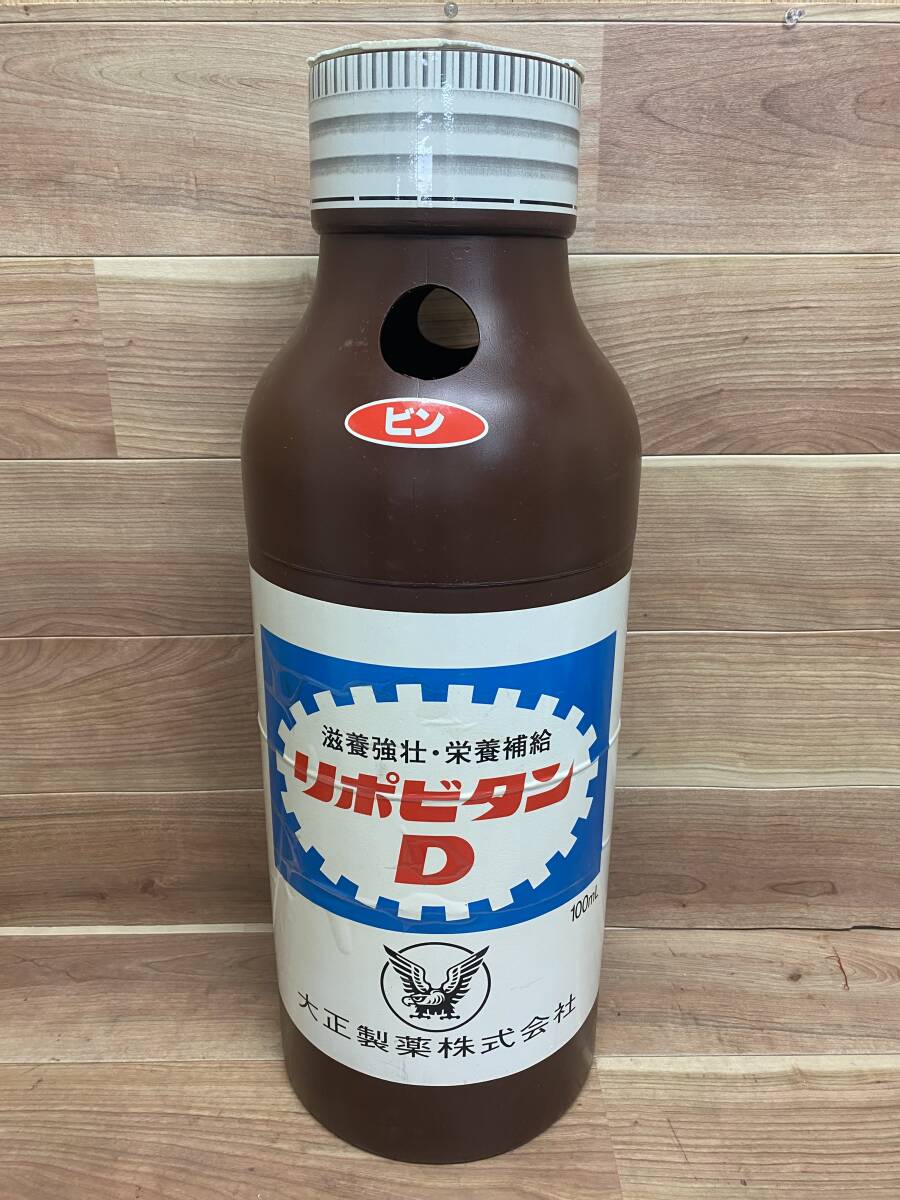 ビン
滋養強壮・栄養補給
リポビタン
D
100mL
大正製薬株式会社